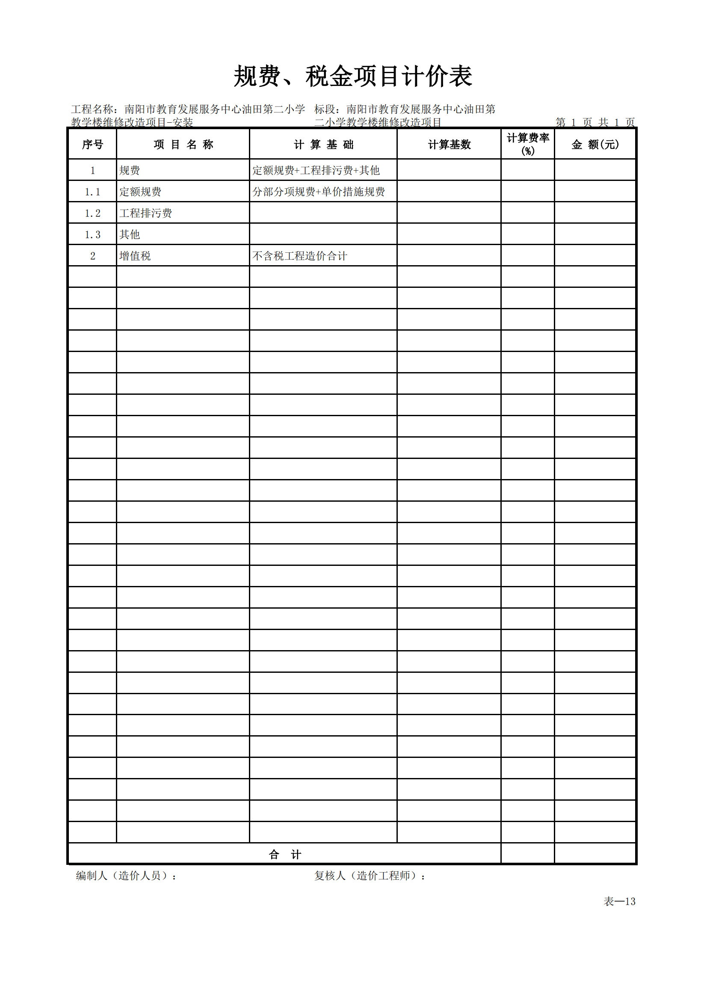 规费、税金项目计价表
工程名称：南阳市教育发展服务中心油田第二小学 标段：南阳市教育发展服务中心油田第
教学楼维修改造项目-安装 二小学教学楼维修改造项目 第 1 页 共 1 页
序号 项 目 名 称 计 算 基 础 计算基数 计算费率 金 额(元)
(%)
1 规费 定额规费+工程排污费+其他
1.1 定额规费 分部分项规费+单价措施规费
1.2 工程排污费
1.3 其他
2 增值税 不含税工程造价合计
合 计
编制人（造价人员）： 复核人（造价工程师）：
表—13